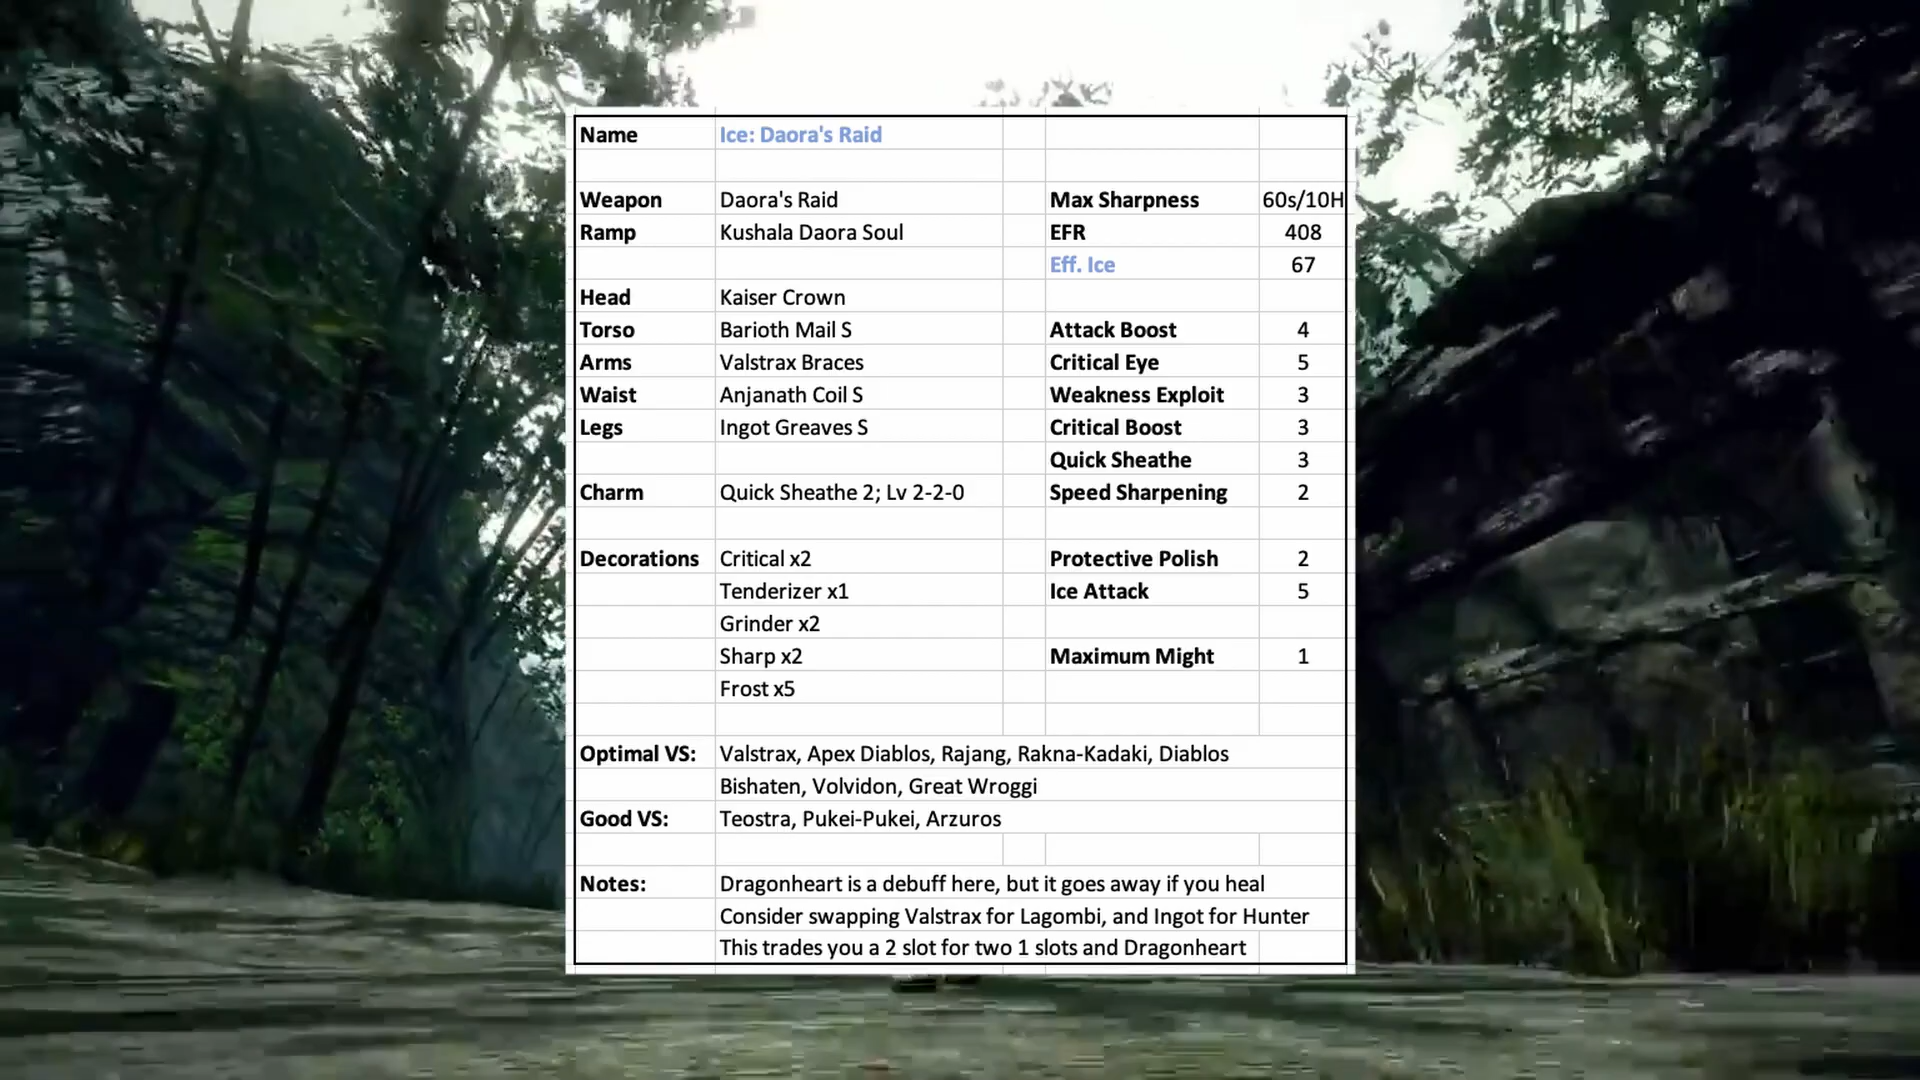 Name Ice: Daora's Raid
Weapon Daora's Raid Max Sharpness 60s/10H
Ramp Kushala Daora Soul EFR 408
Eff. Ice 67
Head Kaiser Crown
Torso Barioth Mail S Attack Boost 4
Arms Valstrax Braces Critical Eye 5
Waist Anjanath Coil S Weakness Exploit 3
Legs Ingot Greaves S Critical Boost 3
Quick Sheathe 3
Charm Quick Sheathe 2; Lv 2-2-0 Speed Sharpening 2
Decorations Critical x2 Protective Polish 2
Tenderizer x1 Ice Attack 5
Grinder x2
Sharp x2 Maximum Might 1
Frost x5
Optimal VS: Valstrax, Apex Diablos, Rajang, Rakna-Kadaki, Diablos
Bishaten, Volvidon, Great Wroggi
Good VS: Teostra, Pukei-Pukei, Arzuros
Notes: Dragonheart is a debuff here, but it goes away if you heal
Consider swapping Valstrax for Lagombi, and Ingot for Hunter
This trades you a 2 slot for two 1 slots and Dragonheart